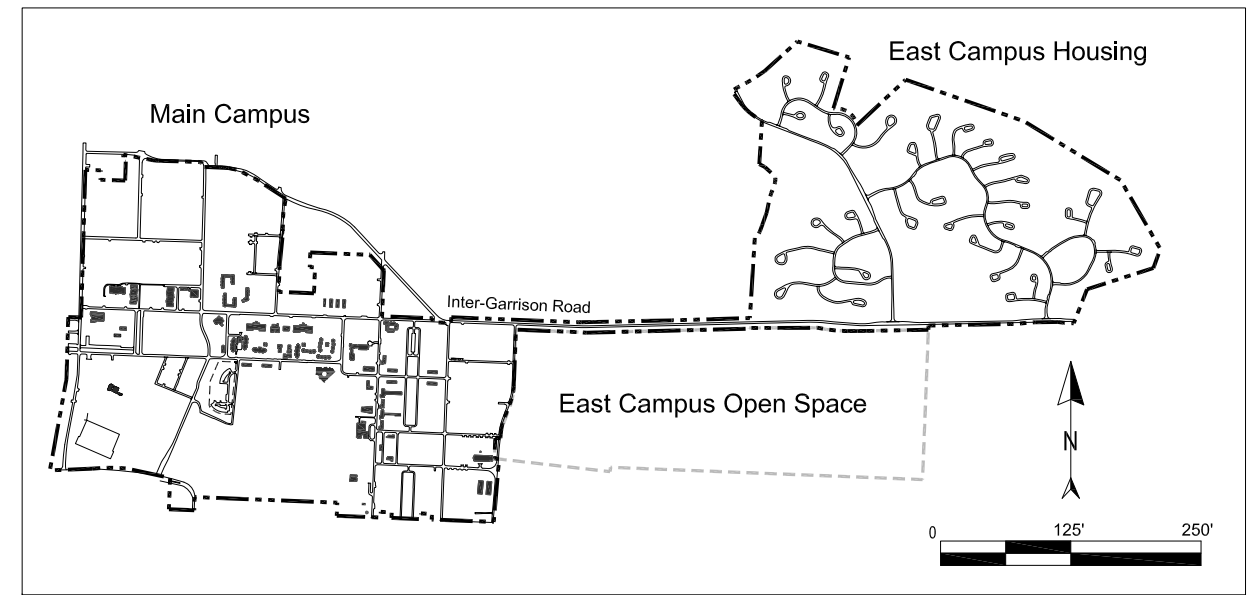 East Campus Housing
Main Campus
Inter-Garrison Road
East Campus Open Space
N
0 125' 250'